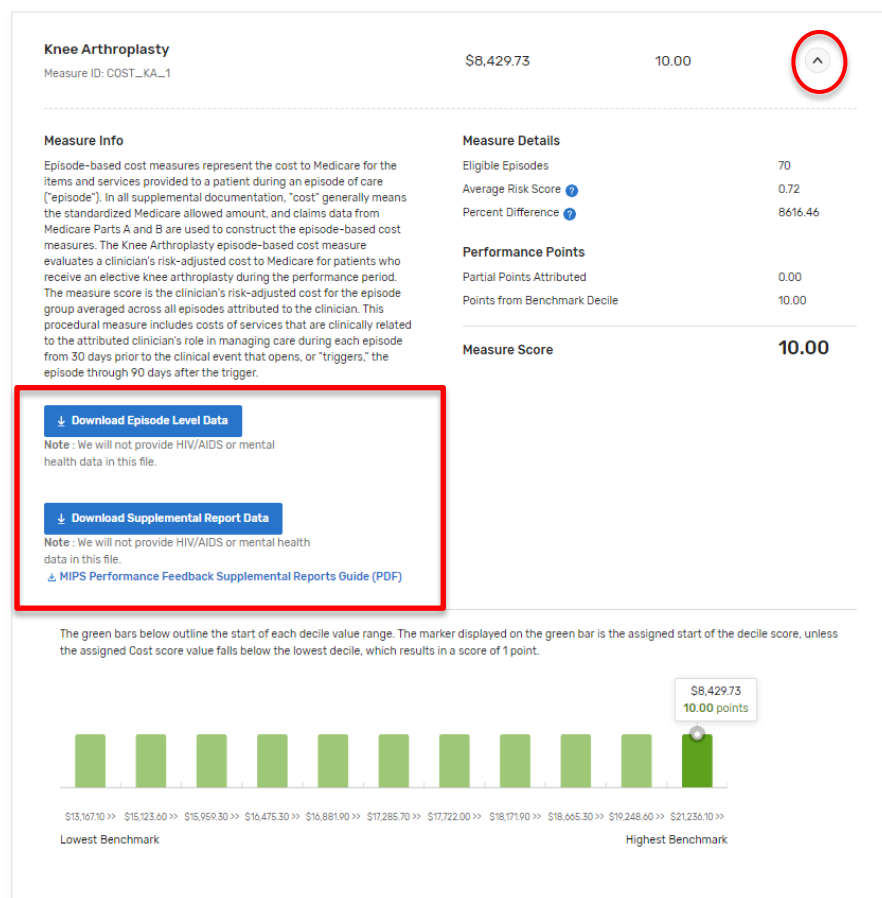 Knee Arthroplasty
Measure ID: COST_KA_1
$8,429.73
10.00
Measure Info
Episode-based cost measures represent the cost to Medicare for the
items and services provided to a patient during an episode of care
("episode"). In all supplemental documentation, "cost" generally means
the standardized Medicare allowed amount, and claims data from
Medicare Parts A and B are used to construct the episode-based cost
measures. The Knee Arthroplasty episode-based cost measure
evaluates a clinician's risk-adjusted cost to Medicare for patients who
receive an elective knee arthroplasty during the performance period.
The measure score is the clinician's risk-adjusted cost for the episode
group averaged across all episodes attributed to the clinician. This
procedural measure includes costs of services that are clinically related
to the attributed clinician's role in managing care during each episode
from 30 days prior to the clinical event that opens, or "triggers," the
episode through 90 days after the trigger.
Download Episode Level Data
Note : We will not provide HIV/AIDS or mental
health data in this file.
Download Supplemental Report Data
Note : We will not provide HIV/AIDS or mental health
data in this file.
MIPS Performance Feedback Supplemental Reports Guide (PDF)
Measure Details
Eligible Episodes 70
Average Risk Score ? 0.72
Percent Difference ? 8616.46
Performance Points
Partial Points Attributed 0.00
Points from Benchmark Decile 10.00
Measure Score 10.00
The green bars below outline the start of each decile value range. The marker displayed on the green bar is the assigned start of the decile score, unless
the assigned Cost score value falls below the lowest decile, which results in a score of 1 point.
$8,429.73
10.00 points
$13,167.10 >> $15,123.60 >> $15,959.30 >> $16,475.30 >> $16,881.90 >> $17,285.70 >> $17,722.00 >> $18,171.90 >> $18,665.30 >> $19,248.60 >> $21,236.10 >>
Lowest Benchmark Highest Benchmark